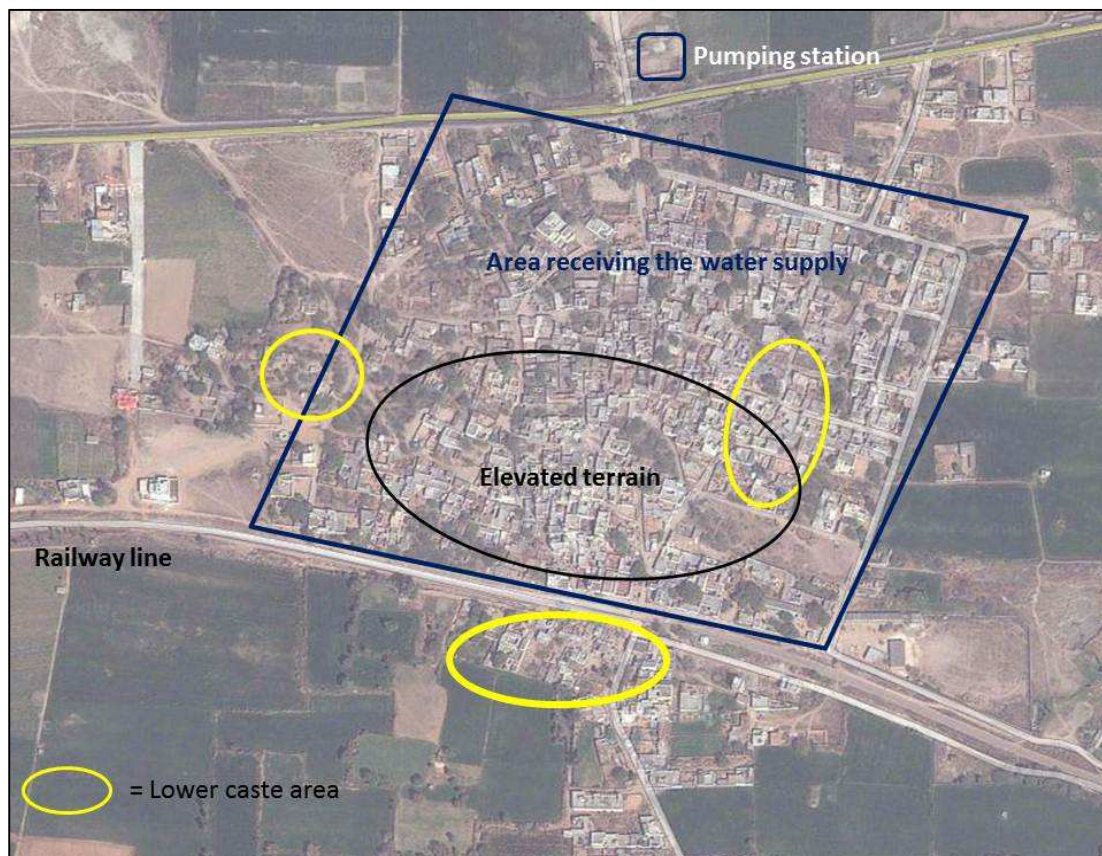 Pumping station
Area receiving the water supply
Elevated terrain
Railway line
= Lower caste area